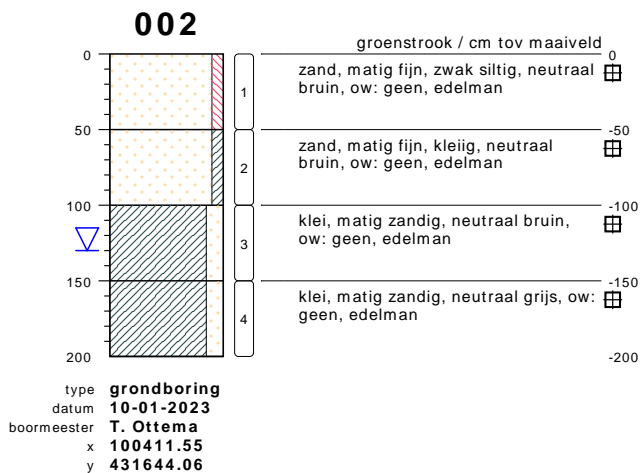 002
groenstrook / cm tov maaiveld
0
0
zand, matig fijn, zwak siltig, neutraal
bruin, ow: geen, edelman
1
50
-50
zand, matig fijn, kleiig, neutraal
bruin, ow: geen, edelman
2
100
-100
klei, matig zandig, neutraal bruin,
ow: geen, edelman
3
150
-150
klei, matig zandig, neutraal grijs, ow:
geen, edelman
4
200
-200
type grondboring
datum 10-01-2023
boormeester T. Ottema
x 100411.55
y 431644.06